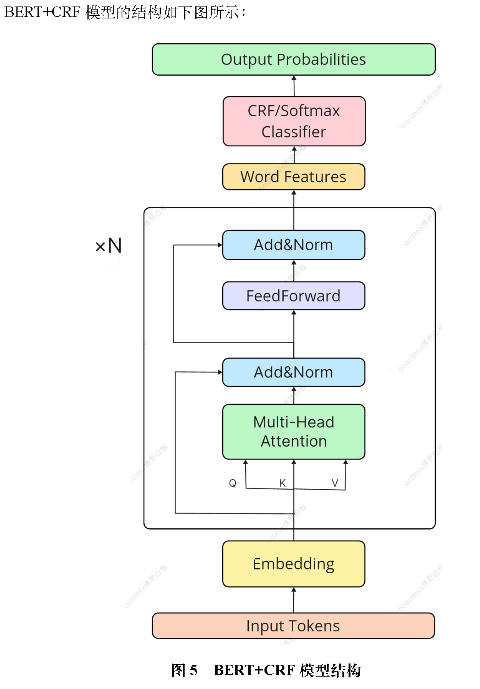 BERT+CRF 模型的结构如下图所示：
Output Probabilities
CRF/Softmax
Classifier
Word Features
×N
Add&Norm
FeedForward
Add&Norm
Multi-Head
Attention
Q K V
Embedding
Input Tokens
图 5 BERT+CRF 模型结构